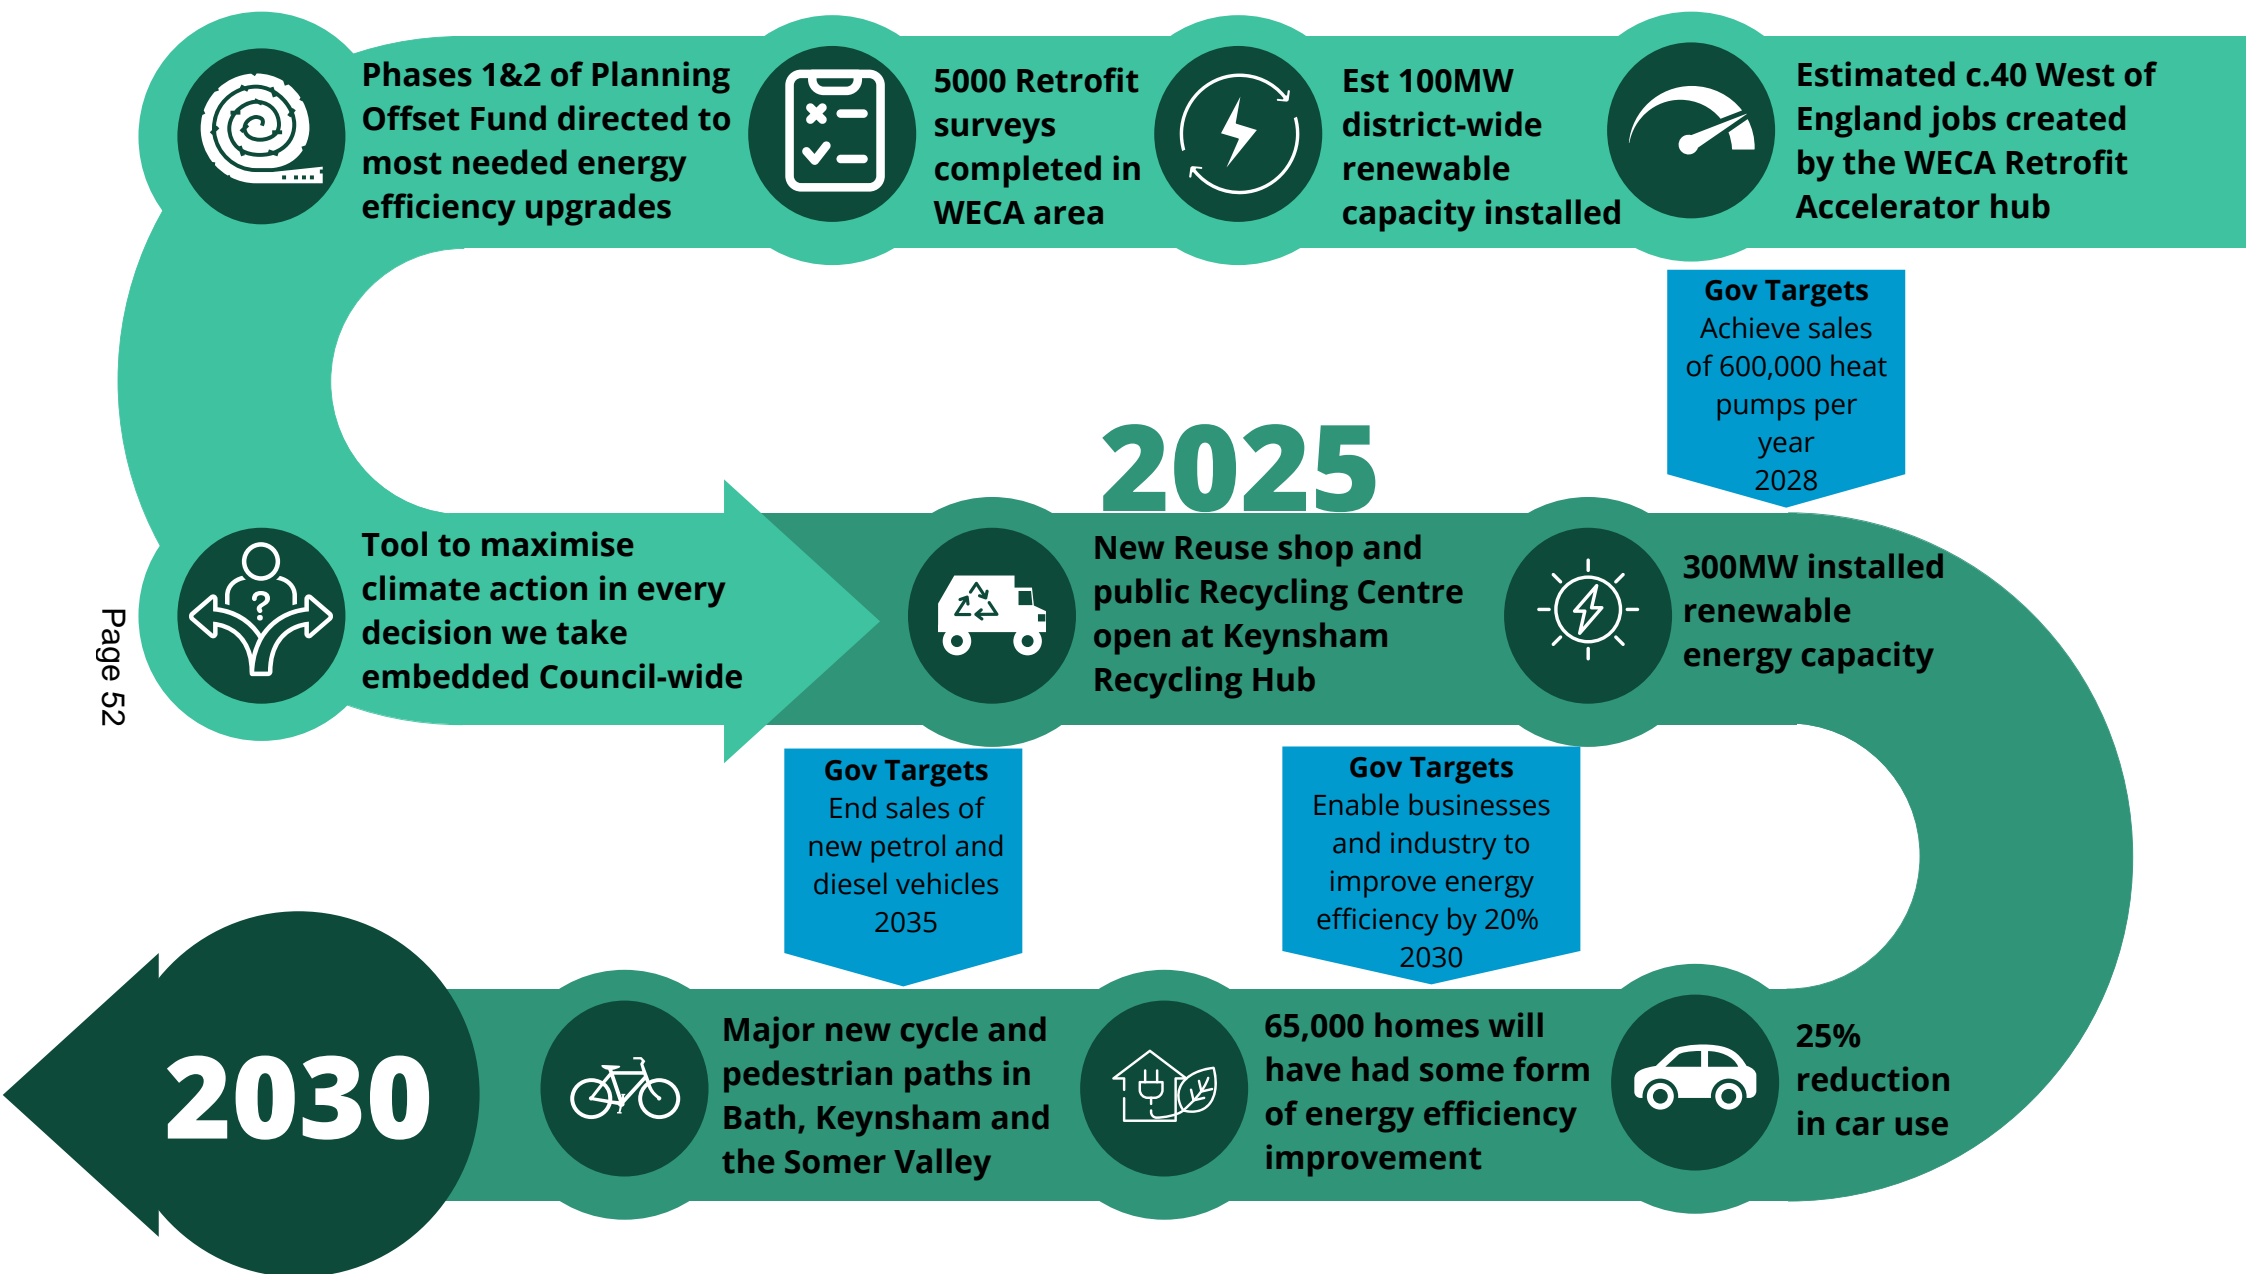 Phases 1&2 of Planning
Offset Fund directed to
most needed energy
efficiency upgrades
5000 Retrofit
surveys
completed in
WECA area
Est 100MW
district-wide
renewable
capacity installed
Estimated c.40 West of
England jobs created
by the WECA Retrofit
Accelerator hub
Gov Targets
Achieve sales
of 600,000 heat
pumps per
year
2028
2025
Tool to maximise
climate action in every
decision we take
embedded Council-wide
?
New Reuse shop and
public Recycling Centre
open at Keynsham
Recycling Hub
300MW installed
renewable
energy capacity
Page 52
Gov Targets
End sales of
new petrol and
diesel vehicles
2035
Gov Targets
Enable businesses
and industry to
improve energy
efficiency by 20%
2030
2030
Major new cycle and
pedestrian paths in
Bath, Keynsham and
the Somer Valley
65,000 homes will
have had some form
of energy efficiency
improvement
25%
reduction
in car use